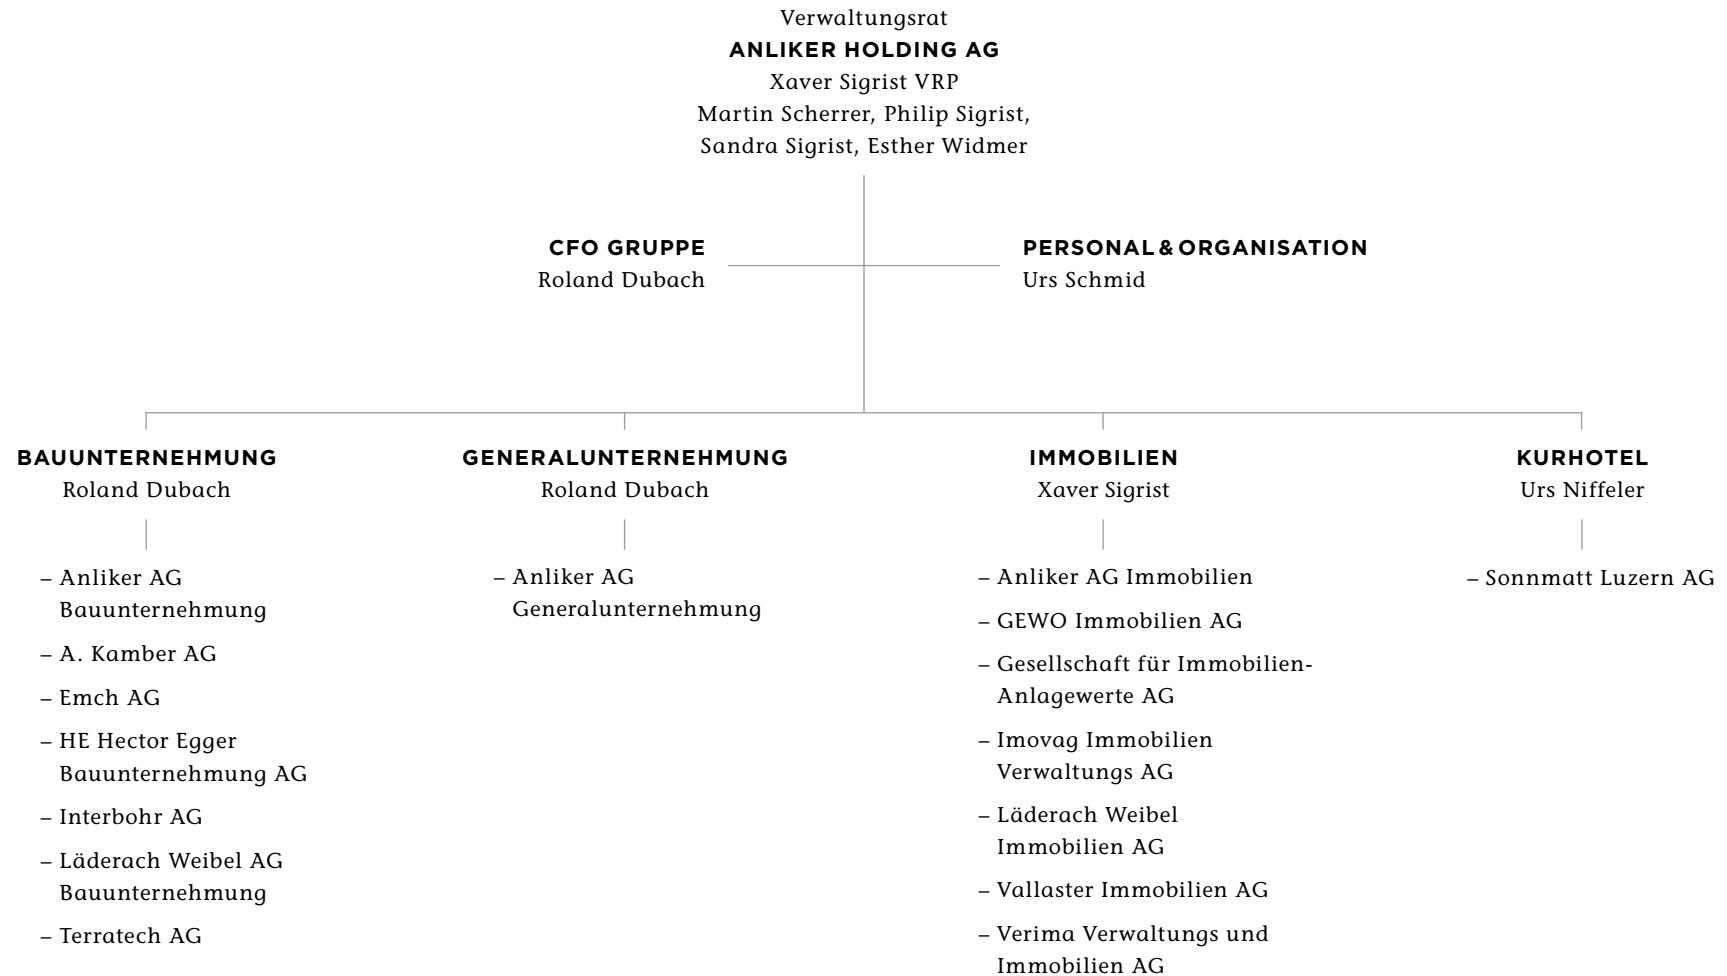 Verwaltungsrat
ANLIKER HOLDING AG
Xaver Sigrist VRP
Martin Scherrer, Philip Sigrist,
Sandra Sigrist, Esther Widmer
CFO GRUPPE
Roland Dubach
PERSONAL & ORGANISATION
Urs Schmid
BAUUNTERNEHMUNG
Roland Dubach
– Anliker AG
Bauunternehmung
– A. Kamber AG
– Emch AG
– HE Hector Egger
Bauunternehmung AG
– Interbohr AG
– Läderach Weibel AG
Bauunternehmung
– Terratech AG
GENERALUNTERNEHMUNG
Roland Dubach
– Anliker AG
Generalunternehmung
IMMOBILIEN
Xaver Sigrist
– Anliker AG Immobilien
– GEWO Immobilien AG
– Gesellschaft für Immobilien-
Anlagewerte AG
– Imovag Immobilien
Verwaltungs AG
– Läderach Weibel
Immobilien AG
– Vallaster Immobilien AG
– Verima Verwaltungs und
Immobilien AG
KURHOTEL
Urs Niffeler
– Sonnmatt Luzern AG